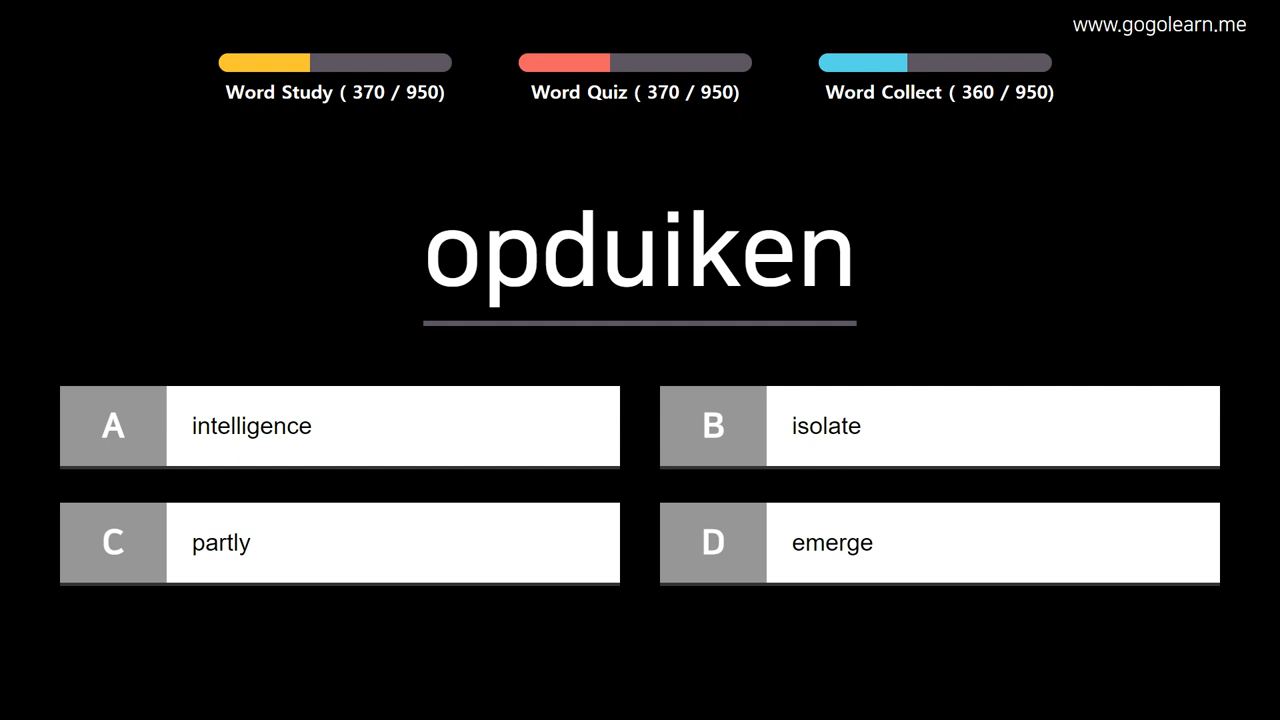 www.gogolearn.me
Word Study ( 370 / 950)
Word Quiz ( 370 / 950)
Word Collect ( 360 / 950)
opduiken
A intelligence
B isolate
C partly
D emerge